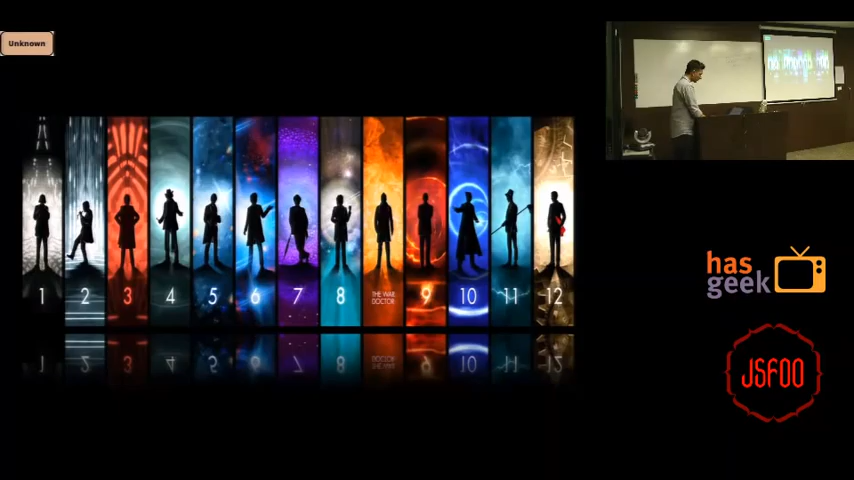 Unknown
1 2 3 4 5 6 7 8 THE WAR DOCTOR 9 10 11 12
has
geek
JSFOO